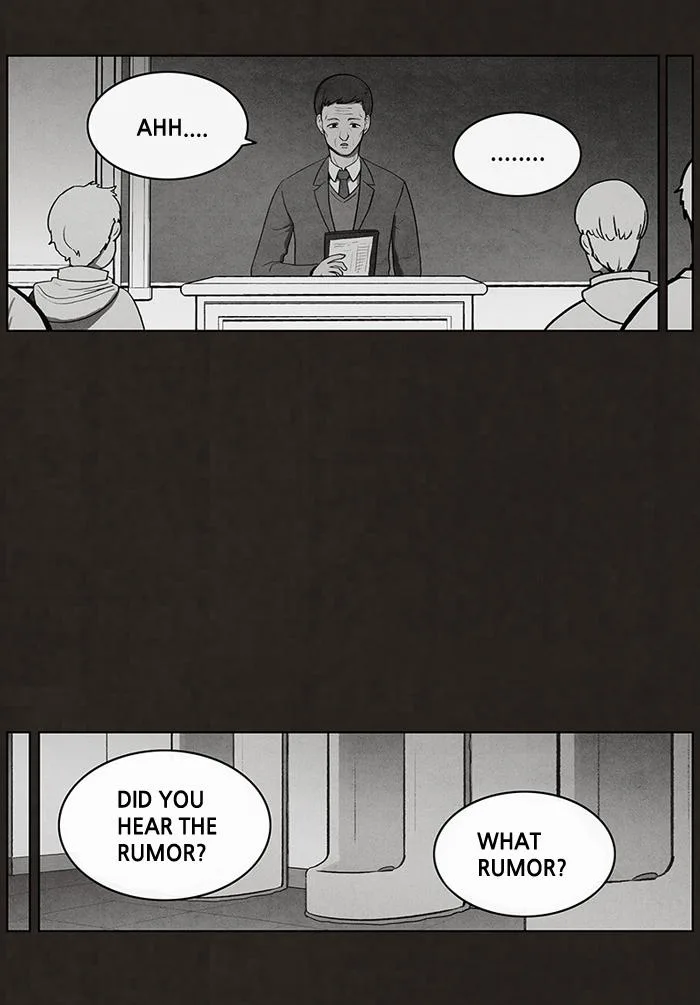 AHH....
.........
DID YOU
HEAR THE
RUMOR?
WHAT
RUMOR?